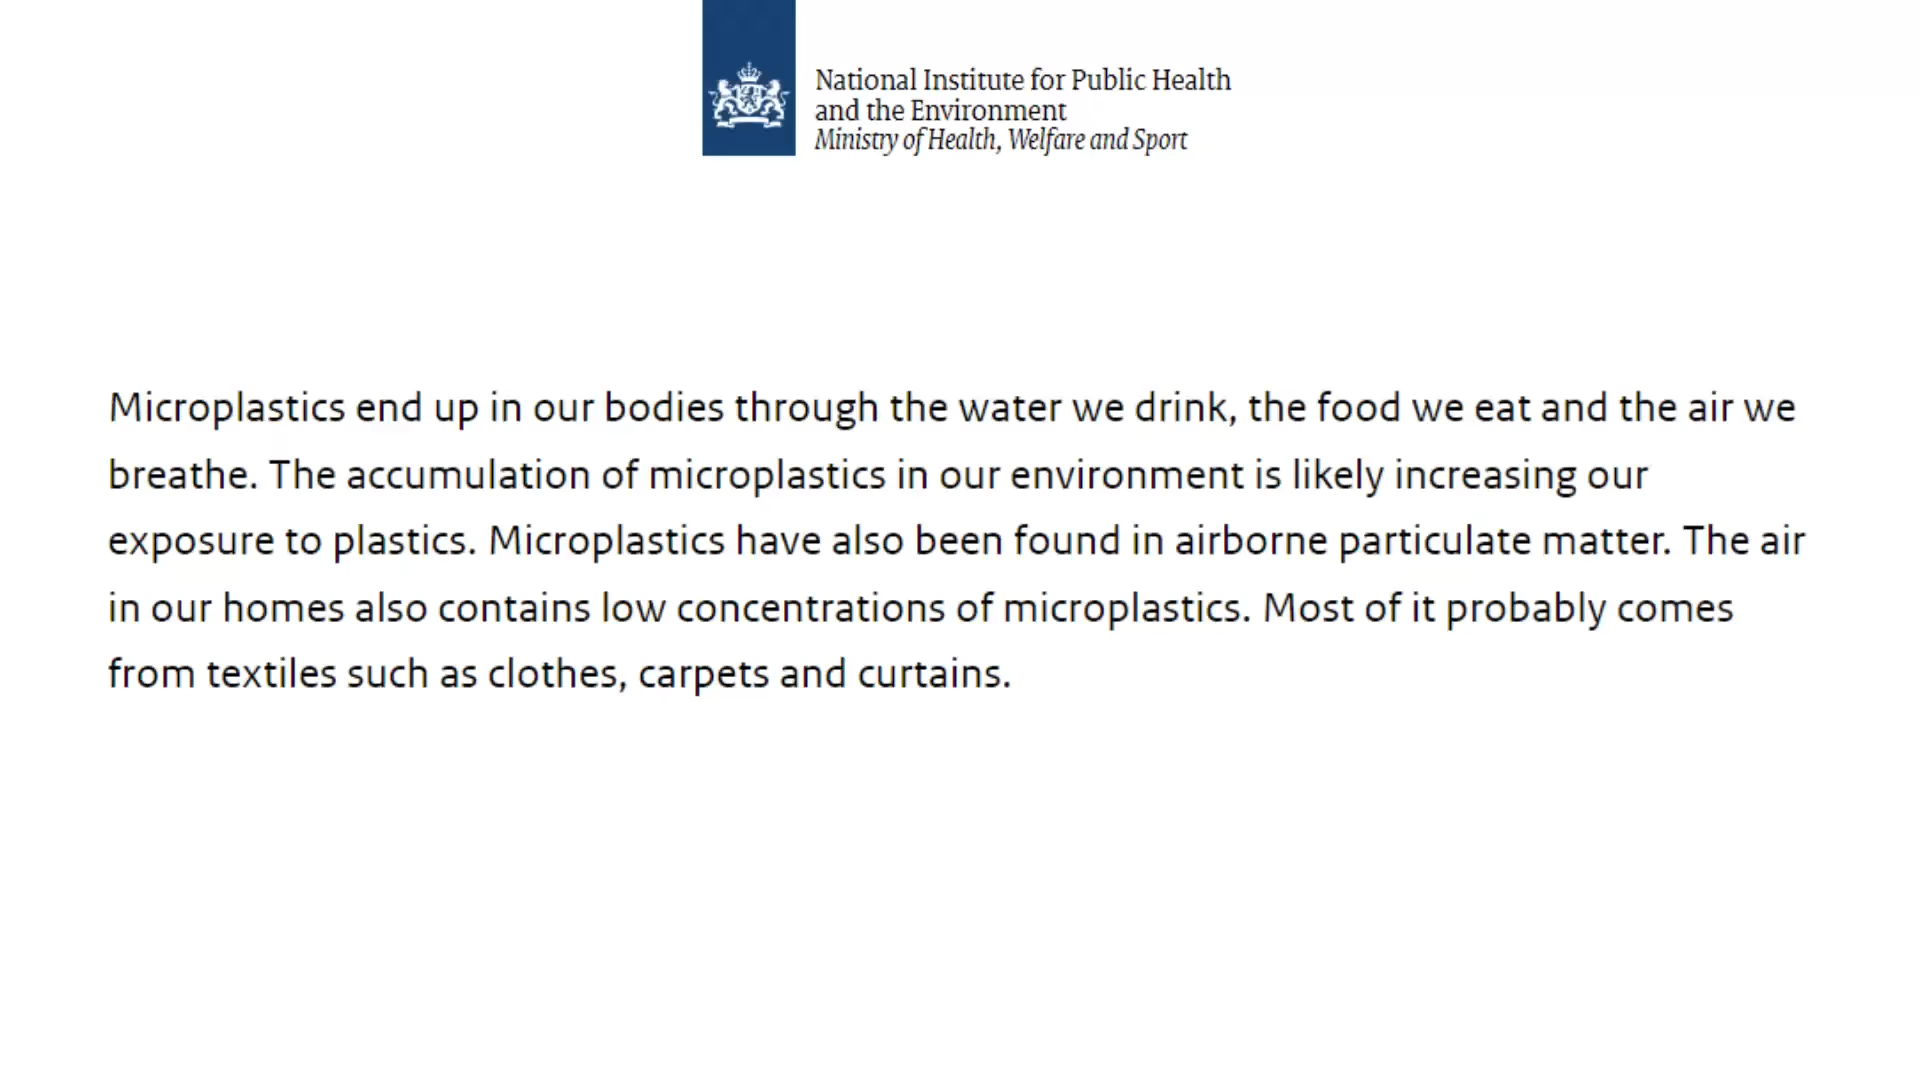 National Institute for Public Health
and the Environment
Ministry of Health, Welfare and Sport
Microplastics end up in our bodies through the water we drink, the food we eat and the air we
breathe. The accumulation of microplastics in our environment is likely increasing our
exposure to plastics. Microplastics have also been found in airborne particulate matter. The air
in our homes also contains low concentrations of microplastics. Most of it probably comes
from textiles such as clothes, carpets and curtains.